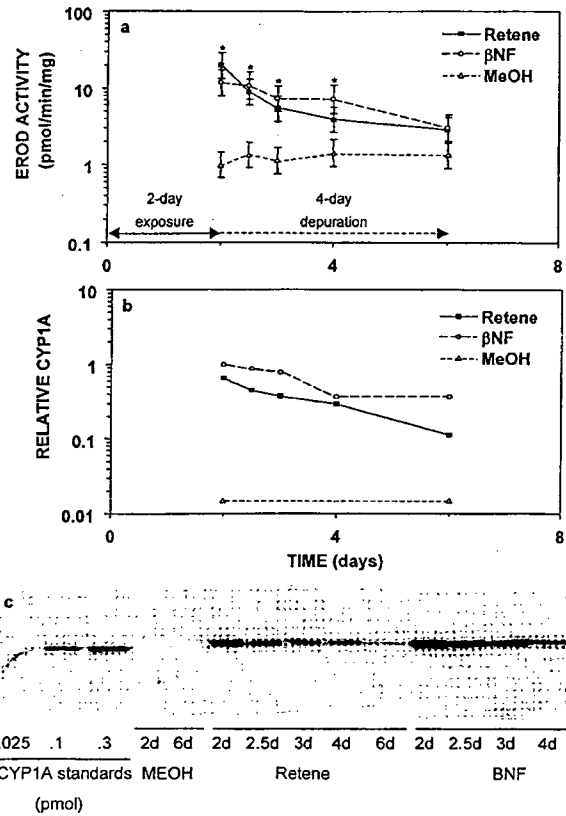 a
Retene
βNF
MeOH
EROD ACTIVITY
(pmol/min/mg)
100
10
1
0.1
* * * *
2-day
exposure
4-day
depuration
0 4 8
b
Retene
βNF
MeOH
RELATIVE CYP1A
10
1
0.1
0.01
0 4 8
TIME (days)
c
.025 .1 .3 2d 6d 2d 2.5d 3d 4d 6d 2d 2.5d 3d 4d
CYP1A standards MEOH Retene BNF
(pmol)